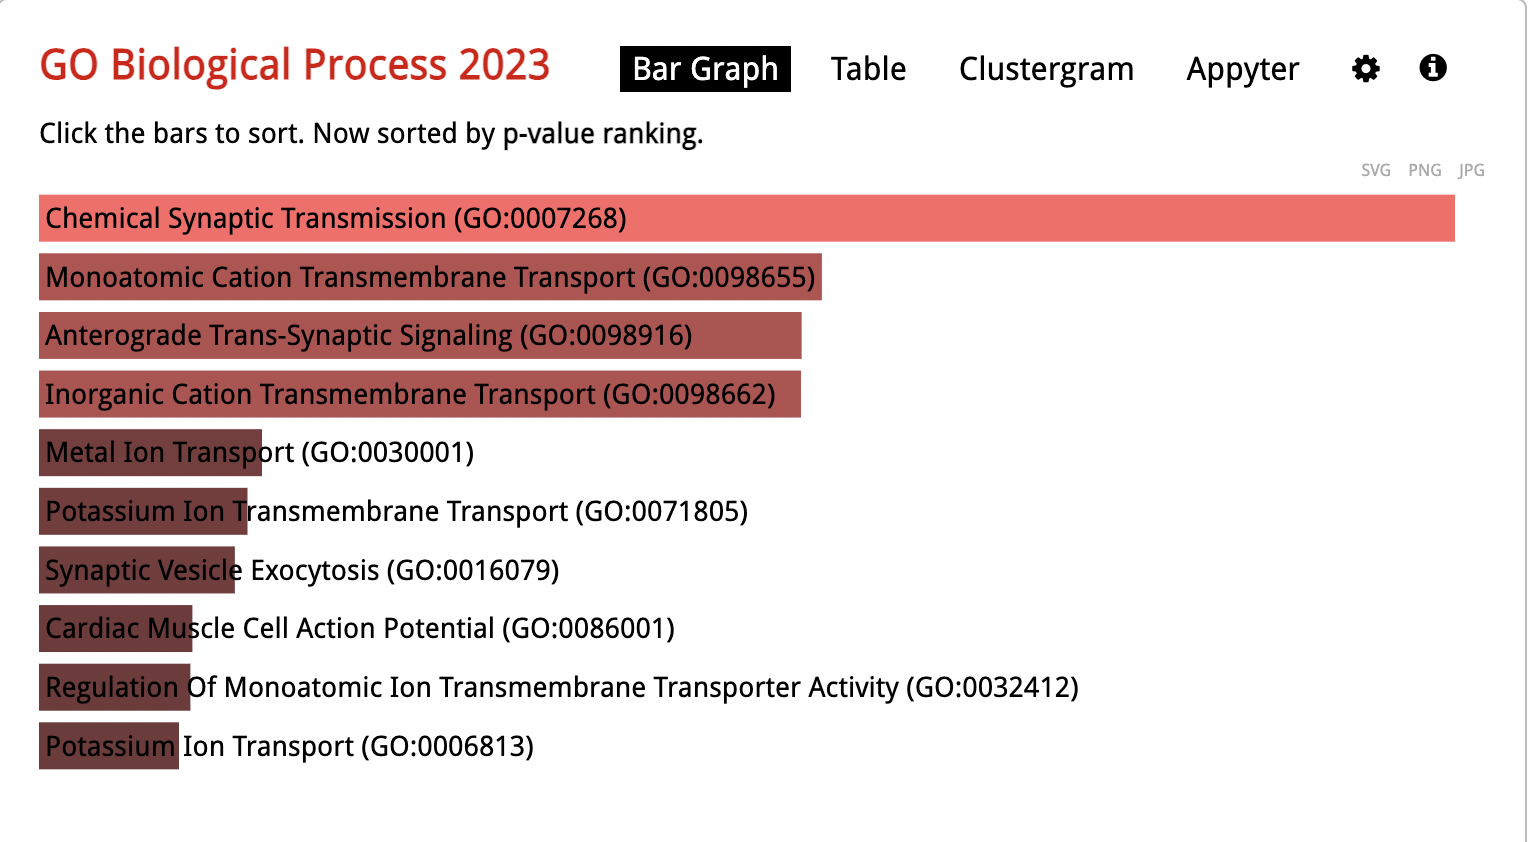 GO Biological Process 2023
Bar Graph Table Clustergram Appyter
Click the bars to sort. Now sorted by p-value ranking.
SVG PNG JPG
Chemical Synaptic Transmission (GO:0007268)
Monoatomic Cation Transmembrane Transport (GO:0098655)
Anterograde Trans-Synaptic Signaling (GO:0098916)
Inorganic Cation Transmembrane Transport (GO:0098662)
Metal Ion Transport (GO:0030001)
Potassium Ion Transmembrane Transport (GO:0071805)
Synaptic Vesicle Exocytosis (GO:0016079)
Cardiac Muscle Cell Action Potential (GO:0086001)
Regulation Of Monoatomic Ion Transmembrane Transporter Activity (GO:0032412)
Potassium Ion Transport (GO:0006813)